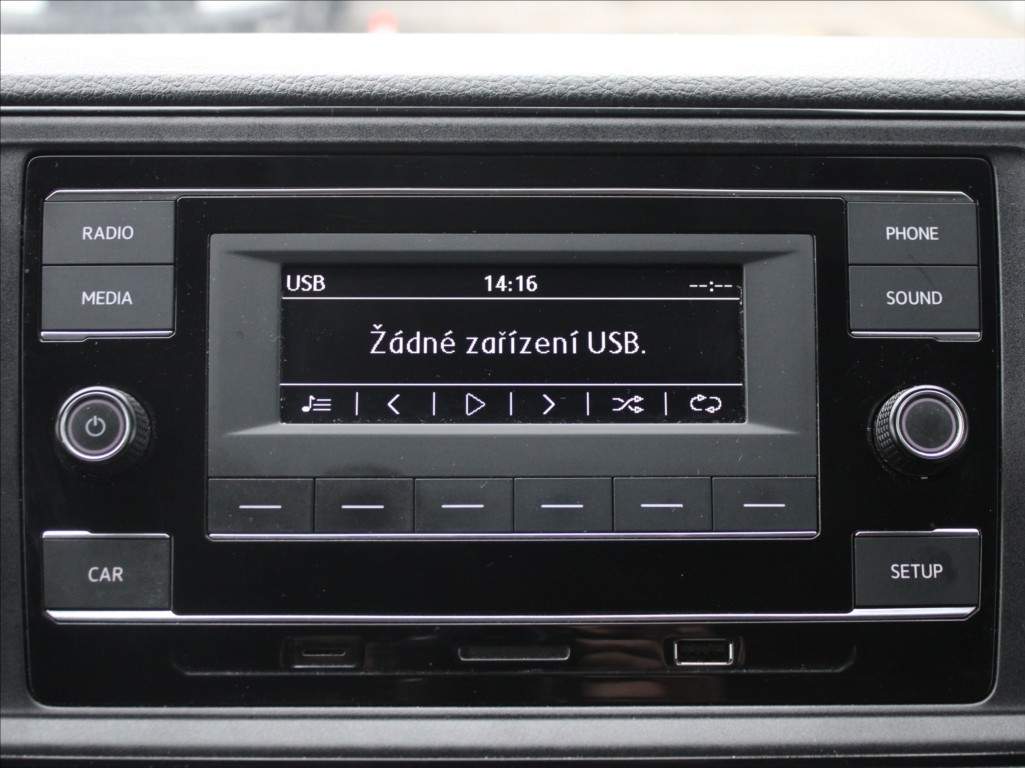 RADIO
PHONE
MEDIA
SOUND
USB 14:16 --:--
Žádné zařízení USB.
CAR
SETUP